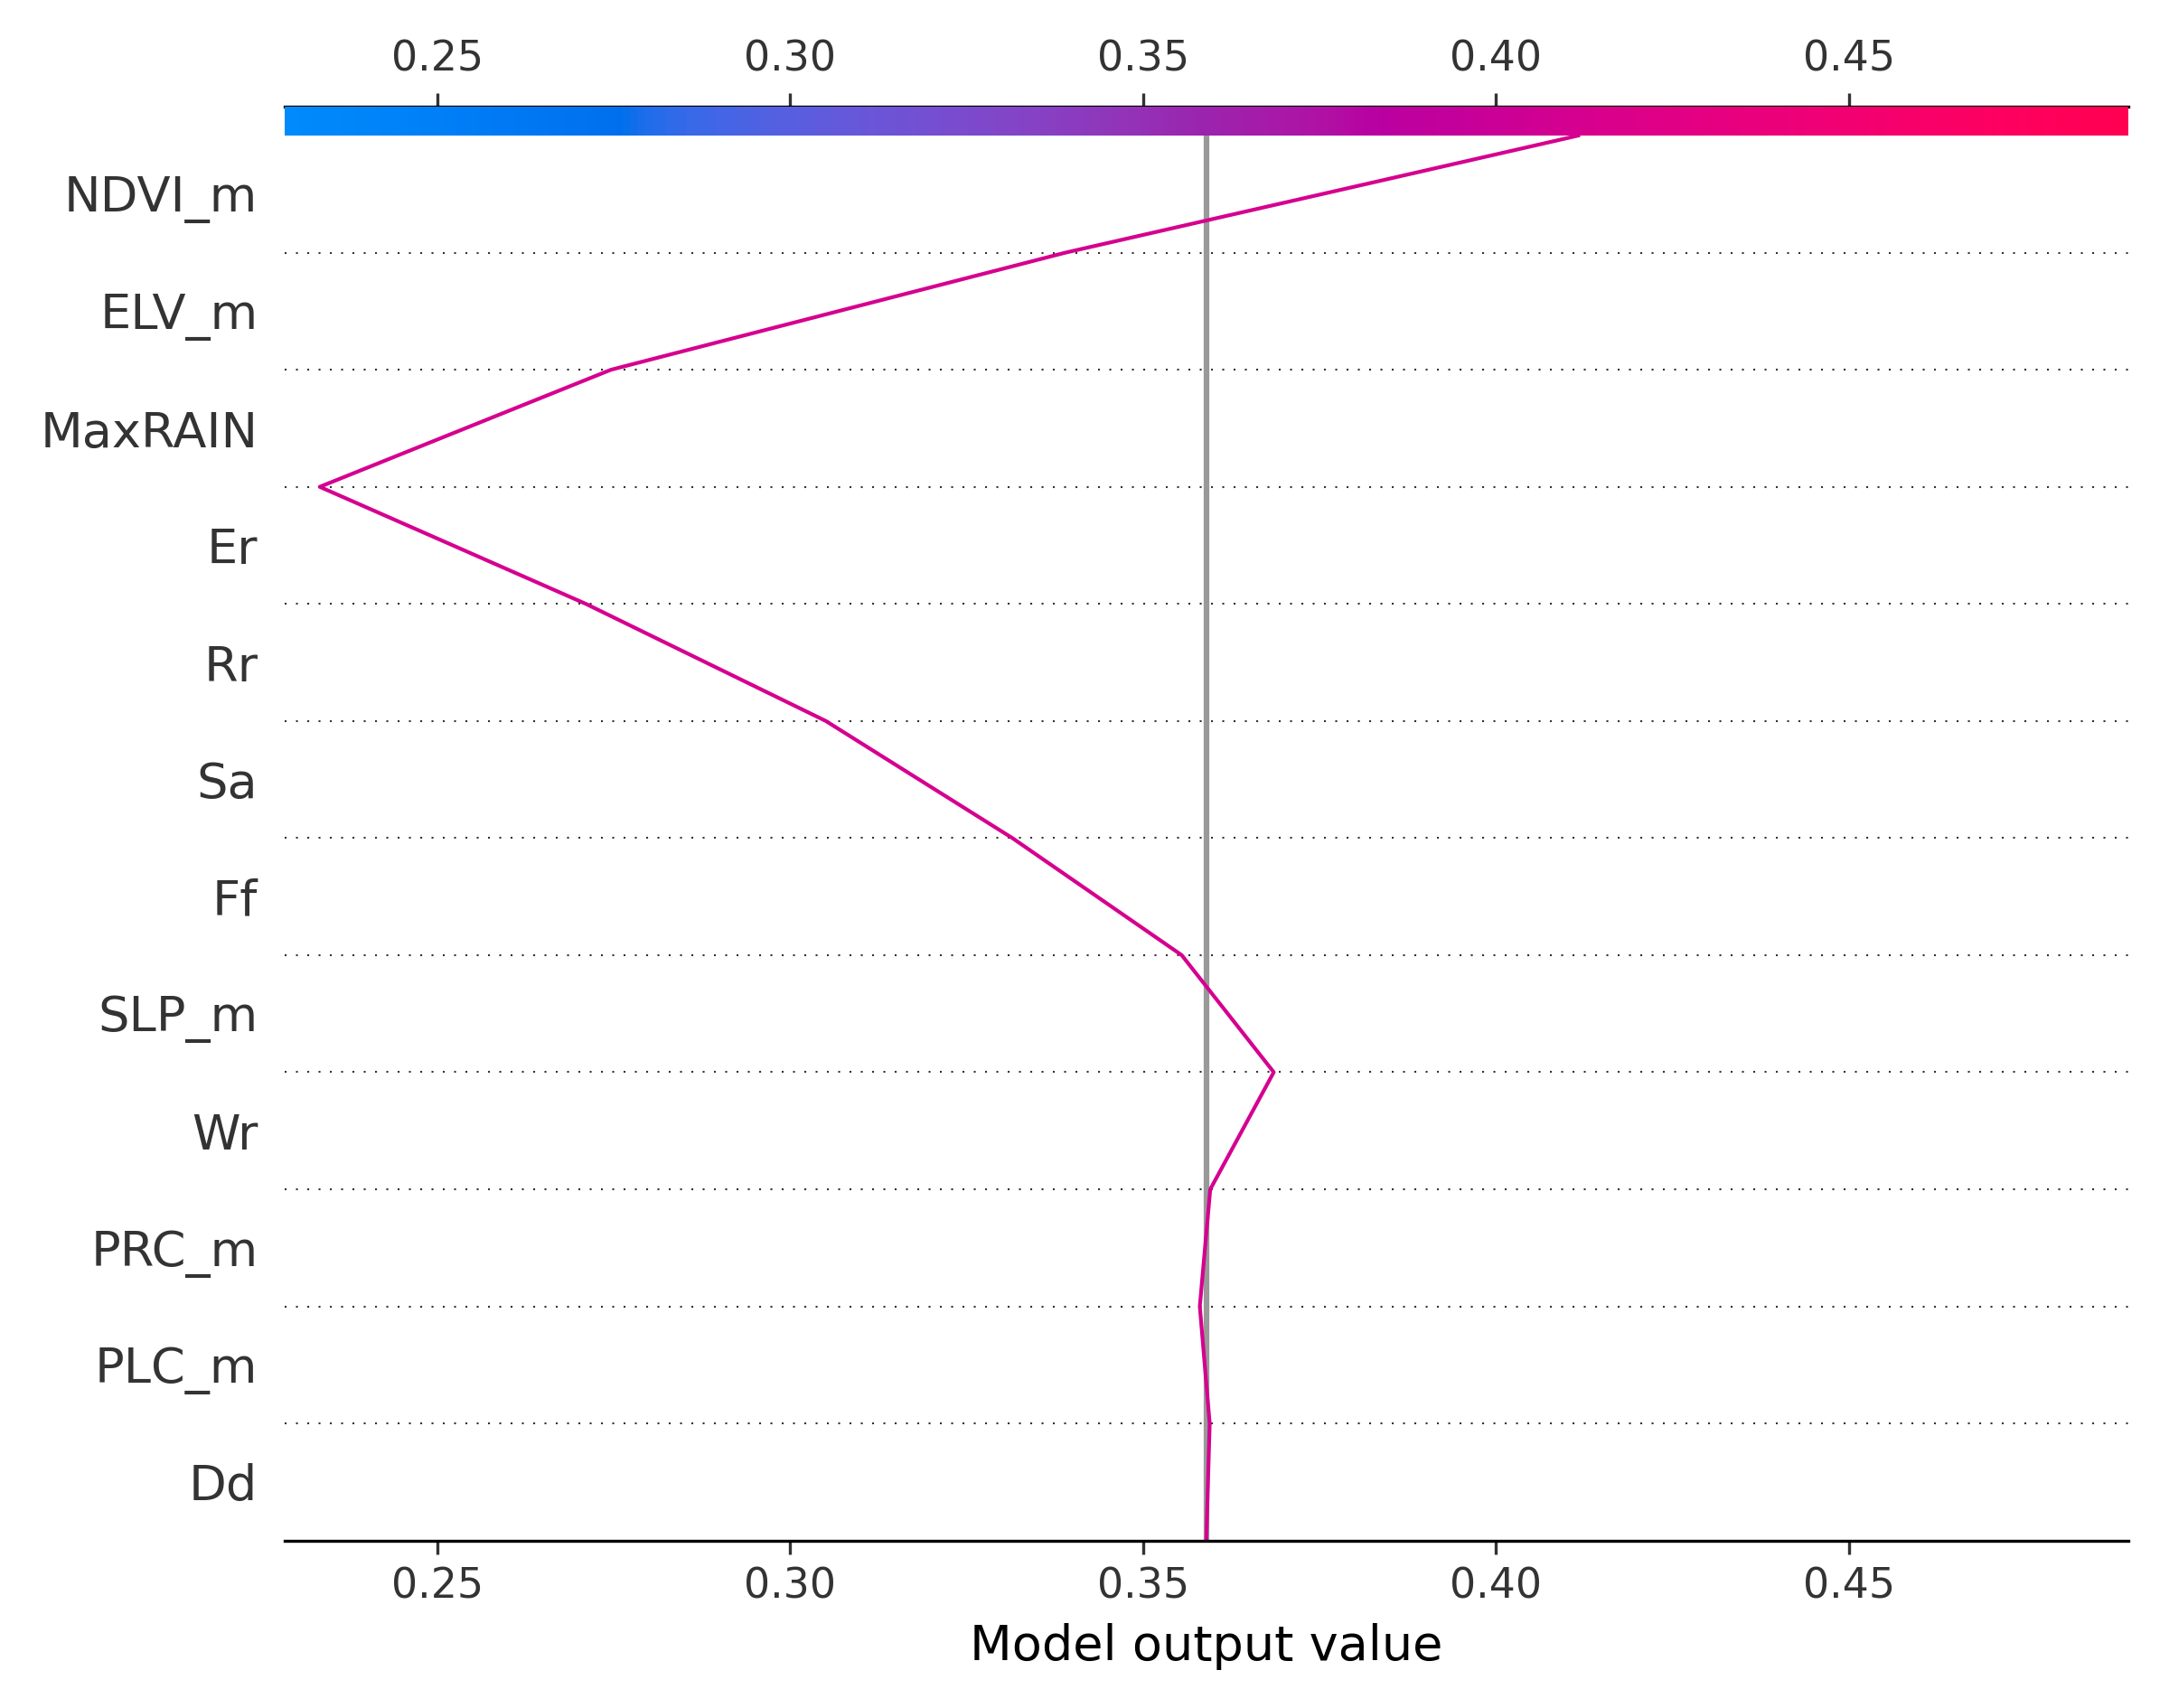 0.25 0.30 0.35 0.40 0.45
NDVI_m
ELV_m
MaxRAIN
Er
Rr
Sa
Ff
SLP_m
Wr
PRC_m
PLC_m
Dd
0.25 0.30 0.35 0.40 0.45
Model output value